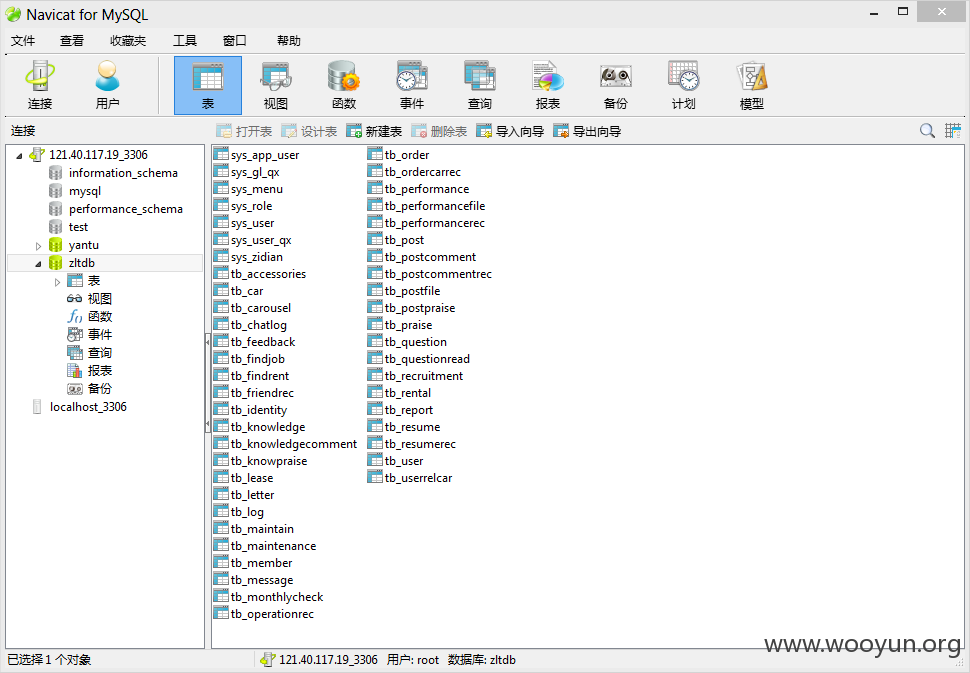 Navicat for MySQL
文件 查看 收藏夹 工具 窗口 帮助
连接 用户 表 视图 函数 事件 查询 报表 备份 计划 模型
连接 打开表 设计表 新建表 删除表 导入向导 导出向导
121.40.117.19_3306
information_schema
mysql
performance_schema
test
yantu
zltdb
表
视图
函数
事件
查询
报表
备份
localhost_3306
sys_app_user
sys_gl_qx
sys_menu
sys_role
sys_user
sys_user_qx
sys_zidian
tb_accessories
tb_car
tb_carousel
tb_chatlog
tb_feedback
tb_findjob
tb_findrent
tb_friendrec
tb_identity
tb_knowledge
tb_knowledgecomment
tb_knowpraise
tb_lease
tb_letter
tb_log
tb_maintain
tb_maintenance
tb_member
tb_message
tb_monthlycheck
tb_operationrec
tb_order
tb_ordercarrec
tb_performance
tb_performancefile
tb_performancerec
tb_post
tb_postcomment
tb_postcommentrec
tb_postfile
tb_postpraise
tb_praise
tb_question
tb_questionread
tb_recruitment
tb_rental
tb_report
tb_resume
tb_resumerec
tb_user
tb_userrelcar
www.wooyun.org
已选择 1 个对象 121.40.117.19_3306 用户: root 数据库: zltdb